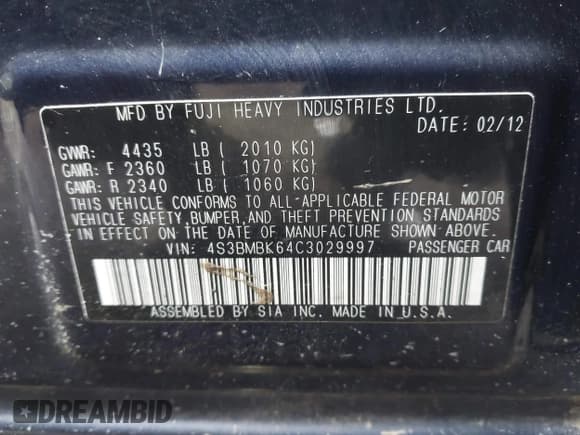 MFD BY FUJI HEAVY INDUSTRIES LTD.
DATE: 02/12
GVWR: 4435 LB ( 2010 KG)
GAWR: F 2360 LB ( 1070 KG)
GAWR: R 2340 LB ( 1060 KG)
THIS VEHICLE CONFORMS TO ALL-APPLICABLE FEDERAL MOTOR
VEHICLE SAFETY,BUMPER,AND THEFT PREVENTION STANDARDS
IN EFFECT ON THE DATE OF MANUFACTURE SHOWN ABOVE.
VIN: 4S3BMBK64C3029997 PASSENGER CAR
ASSEMBLED BY SIA INC. MADE IN U.S.A.
DREAMBID